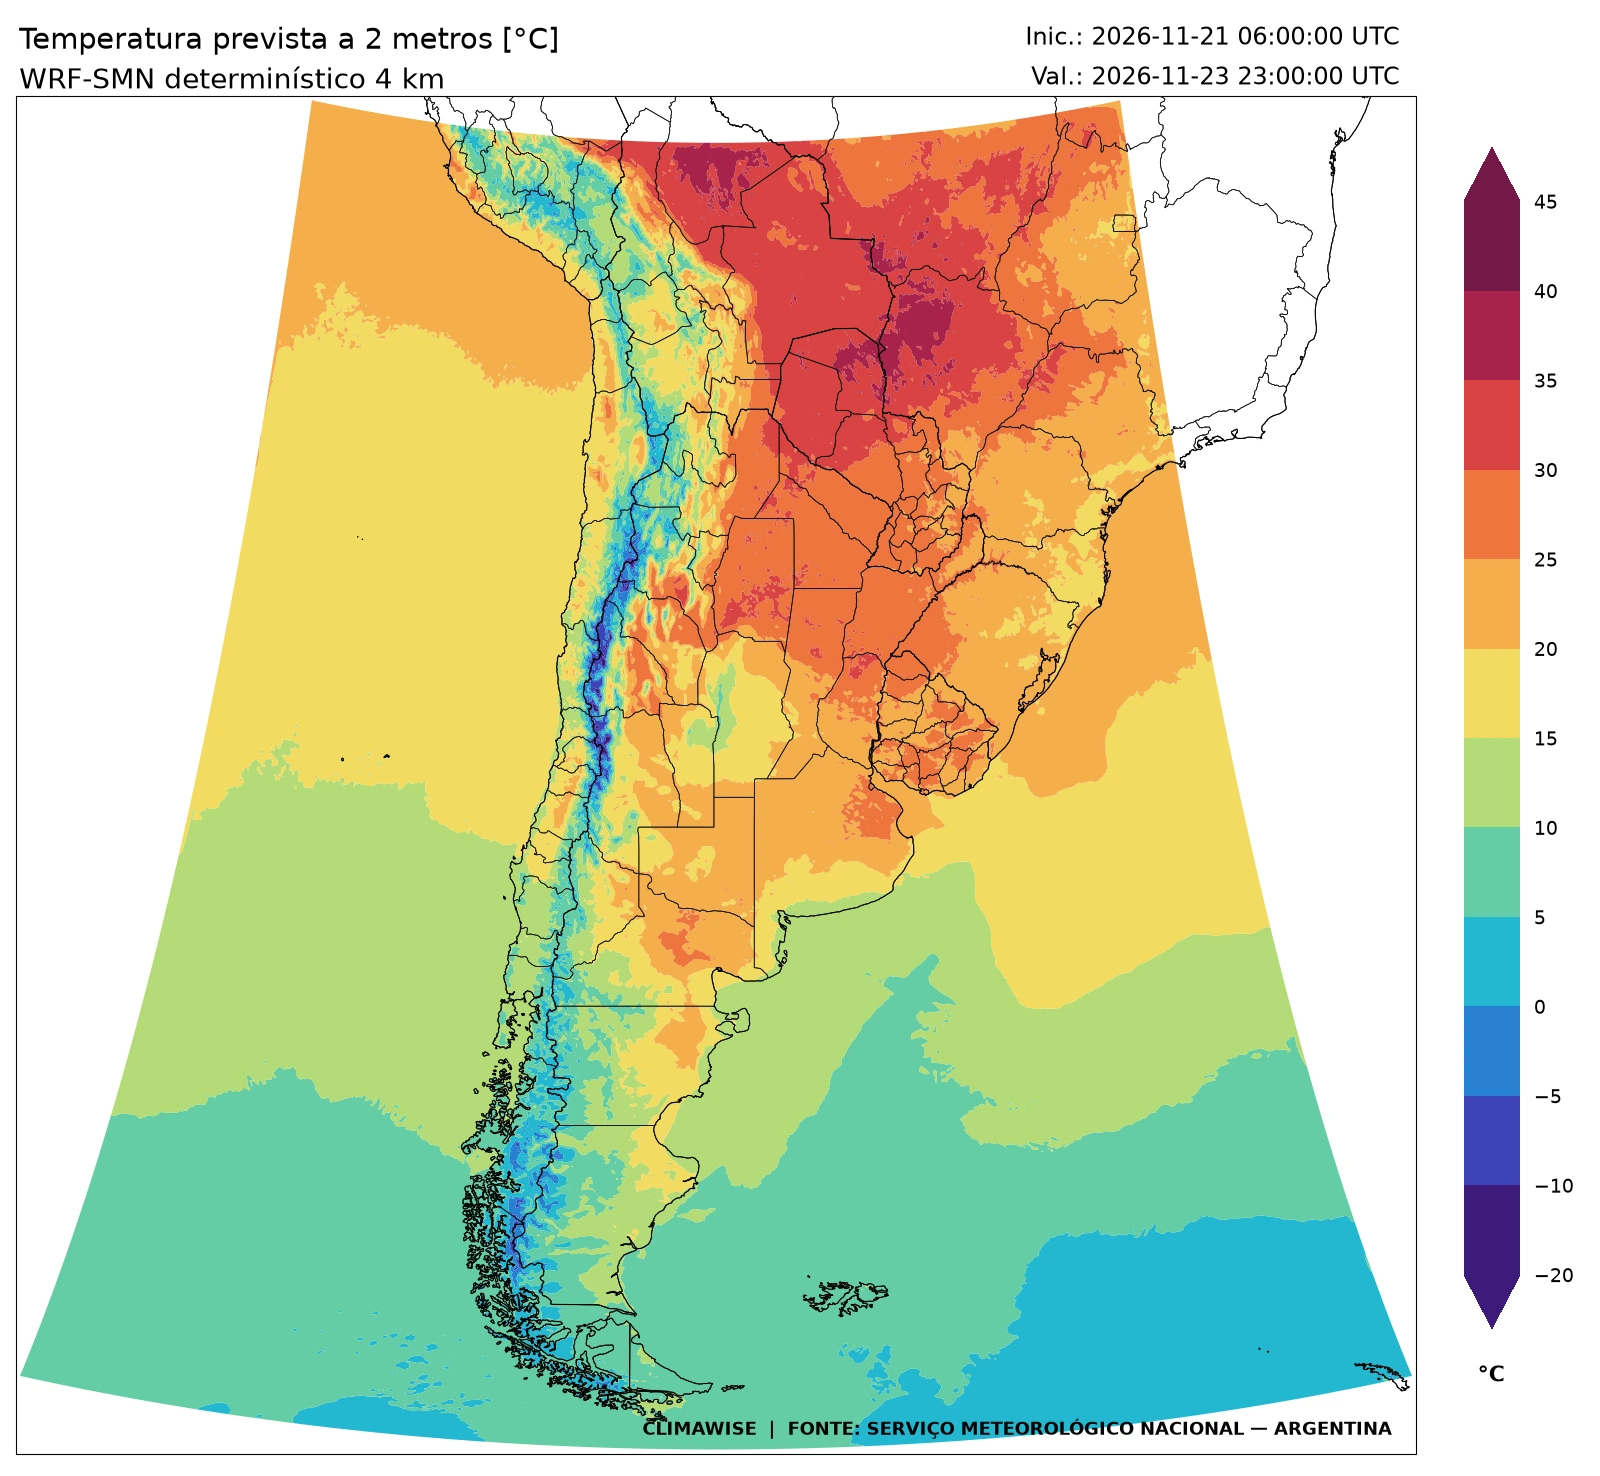 Temperatura prevista a 2 metros [°C]
WRF-SMN determinístico 4 km
Inic.: 2026-11-21 06:00:00 UTC
Val.: 2026-11-23 23:00:00 UTC
45
40
35
30
25
20
15
10
5
0
−5
−10
−20
°C
CLIMAWISE | FONTE: SERVIÇO METEOROLÓGICO NACIONAL — ARGENTINA